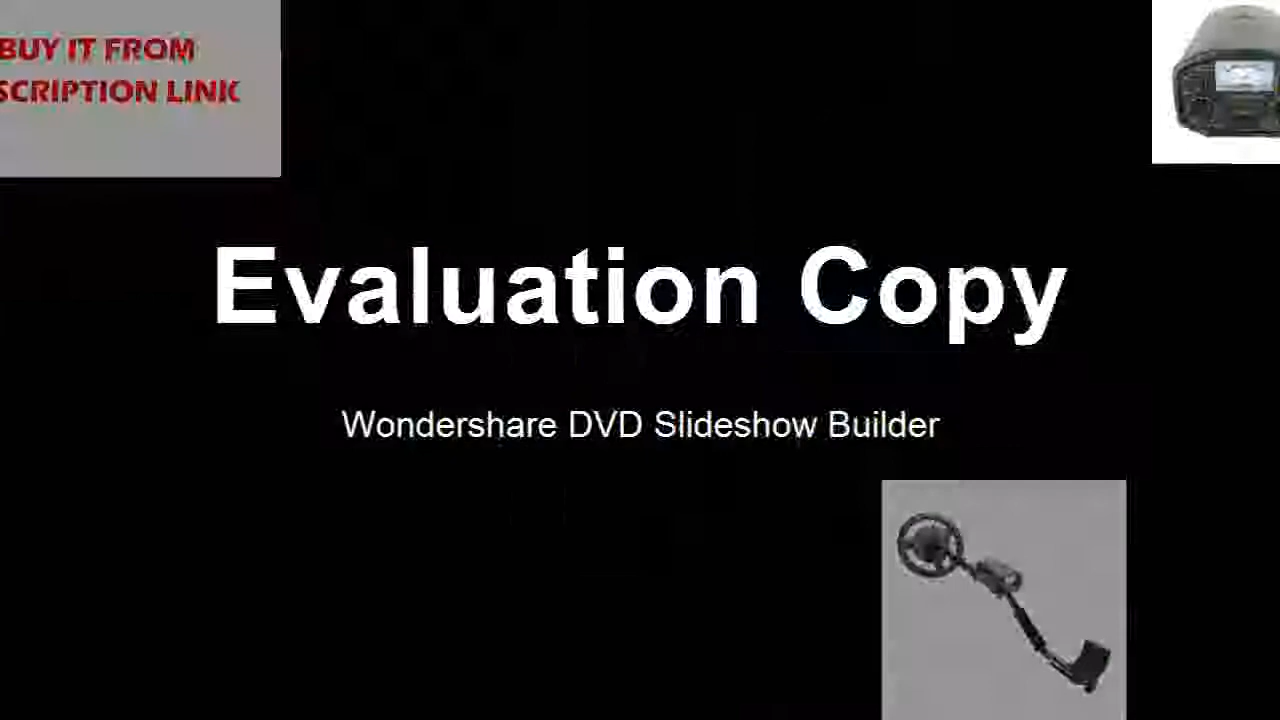 BUY IT FROM
SCRIPTION LINK
Evaluation Copy
Wondershare DVD Slideshow Builder